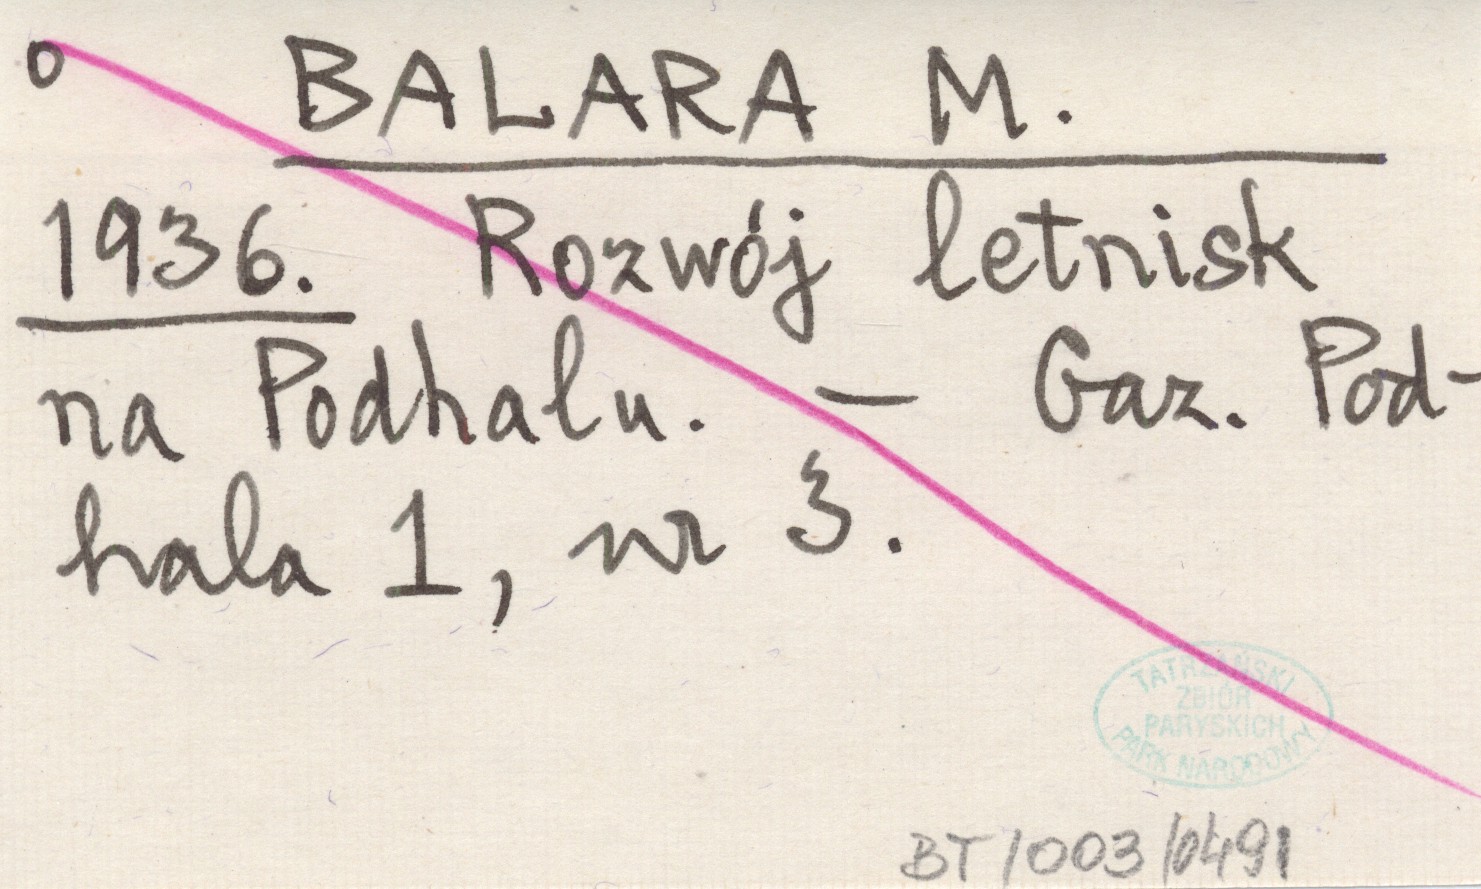 o BALARA M.
1936. Rozwój letnisk
na Podhalu. – Gaz. Pod-
hala 1, nr 3.
TATRZAŃSKI
ZBIÓR
PARYSKICH
PARK NARODOWY
BT/003/0491